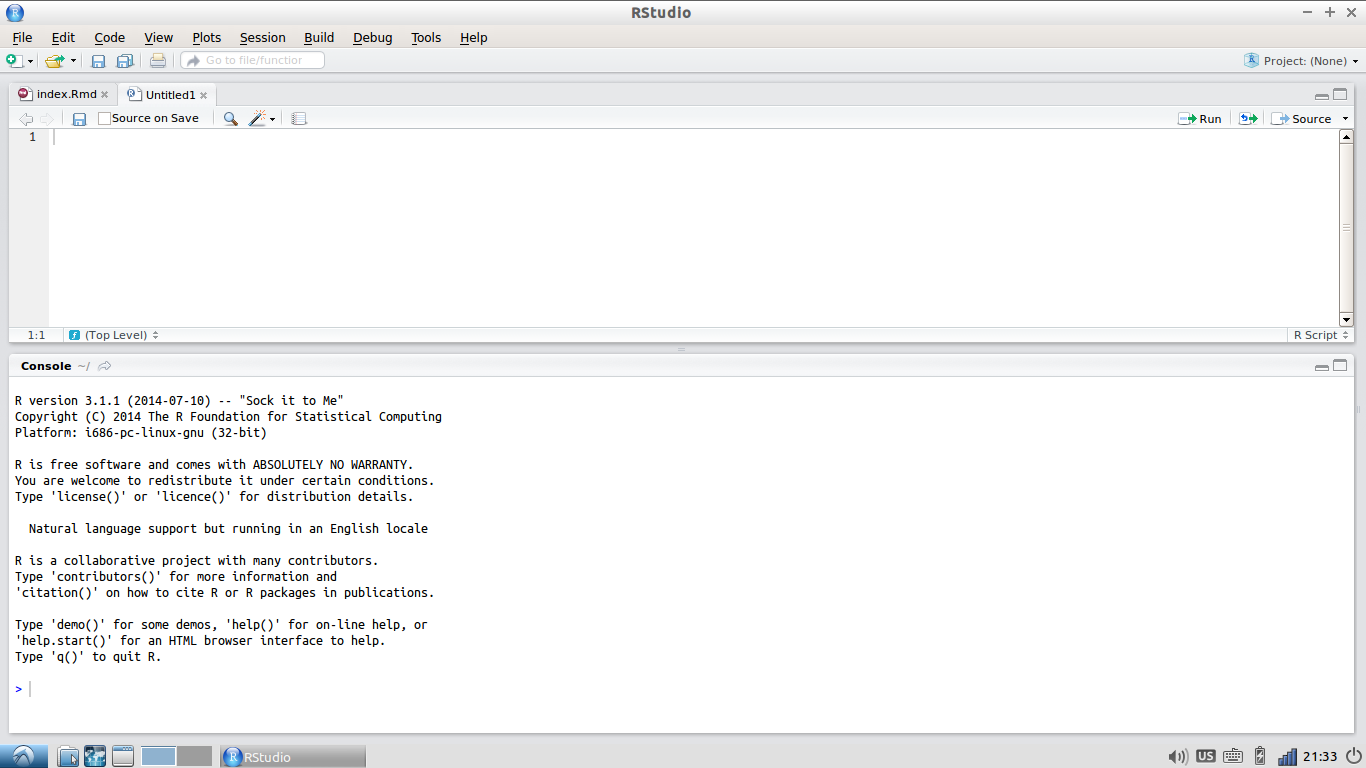 RStudio
File Edit Code View Plots Session Build Debug Tools Help
Go to file/function Project: (None)
index.Rmd Untitled1
Source on Save Run Source
1
1:1 (Top Level) R Script
Console ~/
R version 3.1.1 (2014-07-10) -- "Sock it to Me"
Copyright (C) 2014 The R Foundation for Statistical Computing
Platform: i686-pc-linux-gnu (32-bit)
R is free software and comes with ABSOLUTELY NO WARRANTY.
You are welcome to redistribute it under certain conditions.
Type 'license()' or 'licence()' for distribution details.
Natural language support but running in an English locale
R is a collaborative project with many contributors.
Type 'contributors()' for more information and
'citation()' on how to cite R or R packages in publications.
Type 'demo()' for some demos, 'help()' for on-line help, or
'help.start()' for an HTML browser interface to help.
Type 'q()' to quit R.
>
RStudio US 21:33